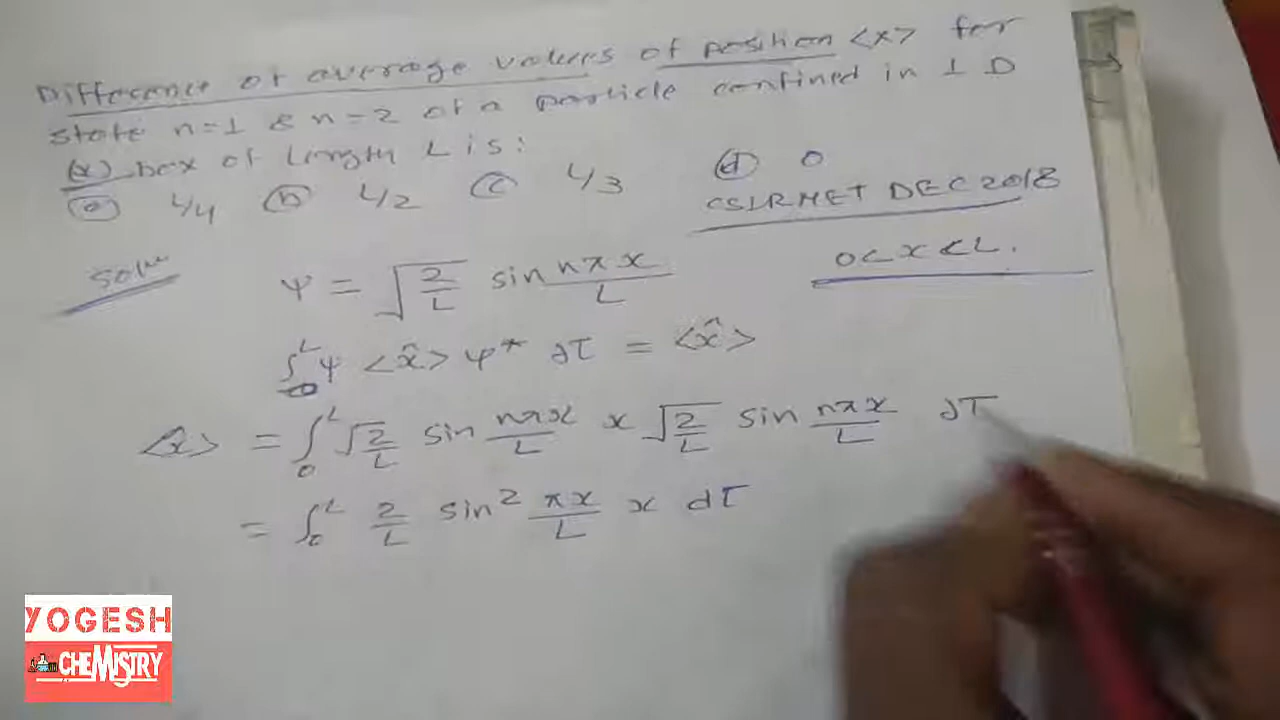 Difference of average values of position <x> for
state n=1 & n=2 of a particle confined in 1 D
(x) box of Length L is:
(a) L/4 (b) L/2 (c) L/3 (d) 0
CSIRNET DEC 2018
Solⁿ ψ = √(2/L) sin nπx/L 0<x<L.
∫₀ᴸ ψ <x̂> ψ* dτ = <x̂>
<x> = ∫₀ᴸ √(2/L) sin nπx/L x √(2/L) sin nπx/L dτ
= ∫₀ᴸ 2/L sin² πx/L x dτ
YOGESH
CHEMISTRY